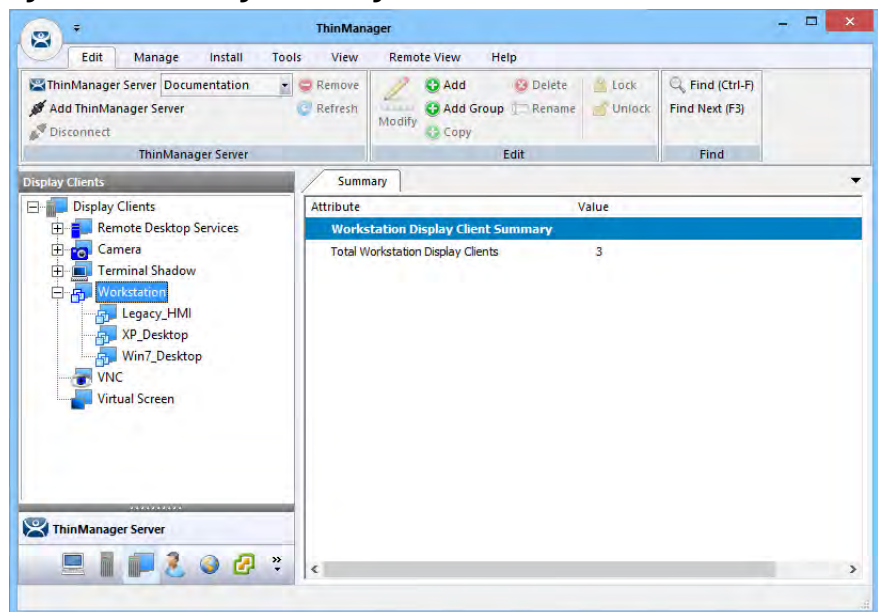 ThinManager
Edit Manage Install Tools View Remote View Help
ThinManager Server Documentation Remove Add Delete Lock Find (Ctrl-F)
Add ThinManager Server Refresh Modify Add Group Rename Unlock Find Next (F3)
Disconnect Copy
ThinManager Server Edit Find
Display Clients Summary
Display Clients Attribute Value
Remote Desktop Services Workstation Display Client Summary
Camera Total Workstation Display Clients 3
Terminal Shadow
Workstation
Legacy_HMI
XP_Desktop
Win7_Desktop
VNC
Virtual Screen
ThinManager Server